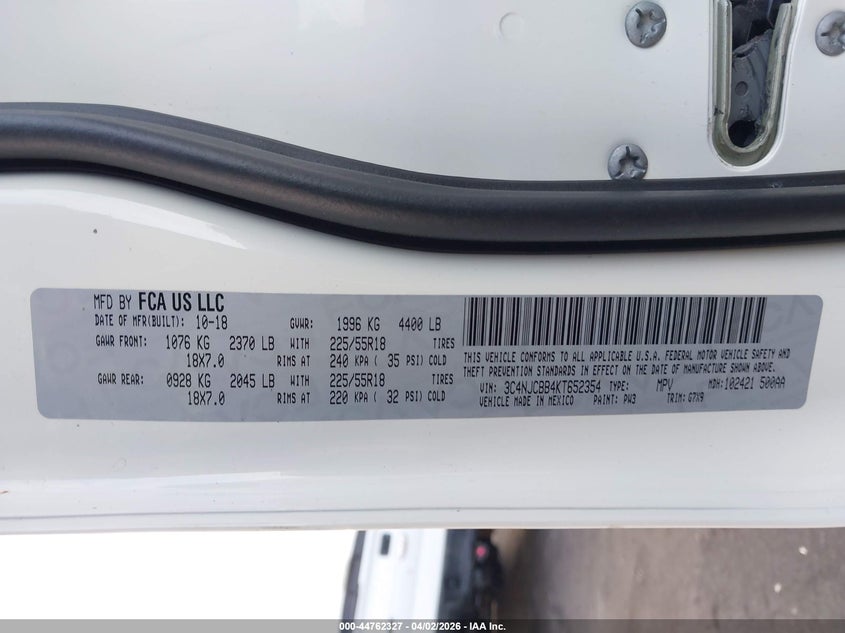 MFD BY FCA US LLC
DATE OF MFR(BUILT): 10-18 GVWR: 1996 KG 4400 LB
GAWR FRONT: 1076 KG 2370 LB WITH 225/55R18 TIRES
18X7.0 RIMS AT 240 KPA ( 35 PSI) COLD
GAWR REAR: 0928 KG 2045 LB WITH 225/55R18 TIRES
18X7.0 RIMS AT 220 KPA ( 32 PSI) COLD
THIS VEHICLE CONFORMS TO ALL APPLICABLE U.S.A. FEDERAL MOTOR VEHICLE SAFETY AND
THEFT PREVENTION STANDARDS IN EFFECT ON THE DATE OF MANUFACTURE SHOWN ABOVE.
VIN: 3C4NJCBB4KT652354 TYPE: MPV MDH:102421 500AA
VEHICLE MADE IN MEXICO PAINT: PW3 TRIM: G7X9
000-44762327 - 04/02/2026 - IAA Inc.